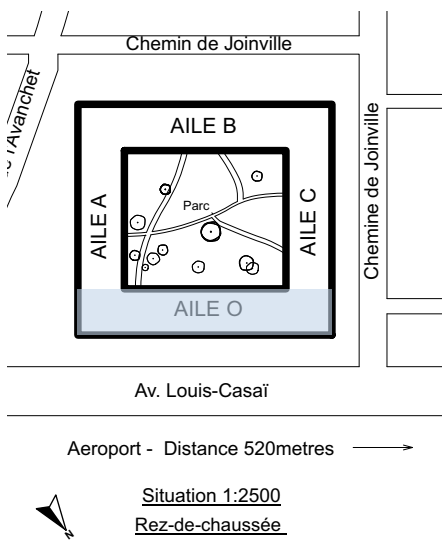 Chemin de Joinville
l'Avanchet
AILE B
AILE A
Parc
AILE C
Chemine de Joinville
AILE O
Av. Louis-Casaï
Aeroport - Distance 520metres
Situation 1:2500
Rez-de-chaussée
N